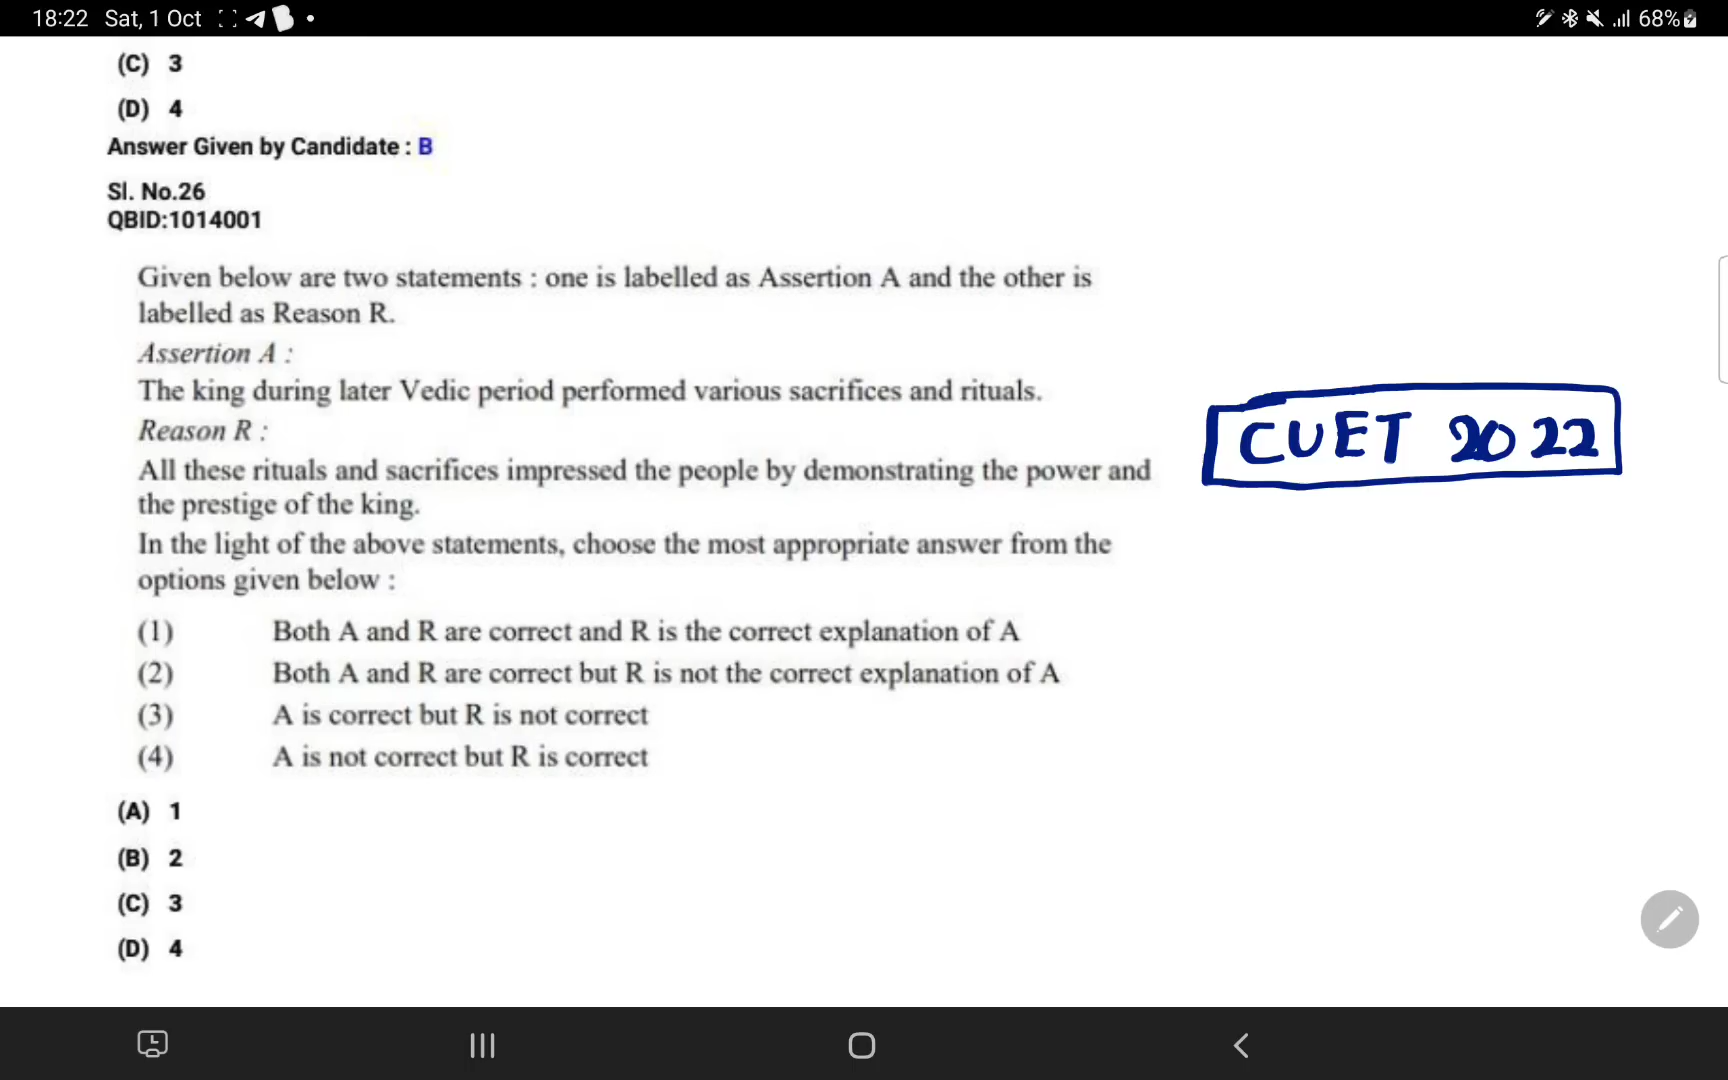 18:22 Sat, 1 Oct
68%
(C) 3
(D) 4
Answer Given by Candidate : B
Sl. No.26
QBID:1014001
Given below are two statements : one is labelled as Assertion A and the other is
labelled as Reason R.
Assertion A :
The king during later Vedic period performed various sacrifices and rituals.
Reason R :
All these rituals and sacrifices impressed the people by demonstrating the power and
the prestige of the king.
In the light of the above statements, choose the most appropriate answer from the
options given below :
(1) Both A and R are correct and R is the correct explanation of A
(2) Both A and R are correct but R is not the correct explanation of A
(3) A is correct but R is not correct
(4) A is not correct but R is correct
(A) 1
(B) 2
(C) 3
(D) 4
CUET 2022